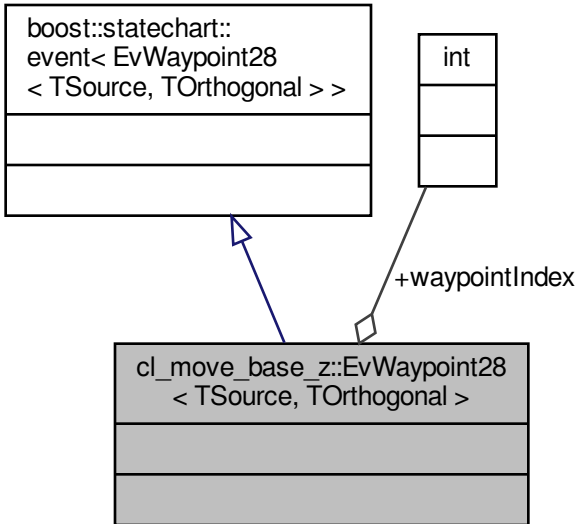 boost::statechart::
event< EvWaypoint28
< TSource, TOrthogonal > >
int
+waypointIndex
cl_move_base_z::EvWaypoint28
< TSource, TOrthogonal >